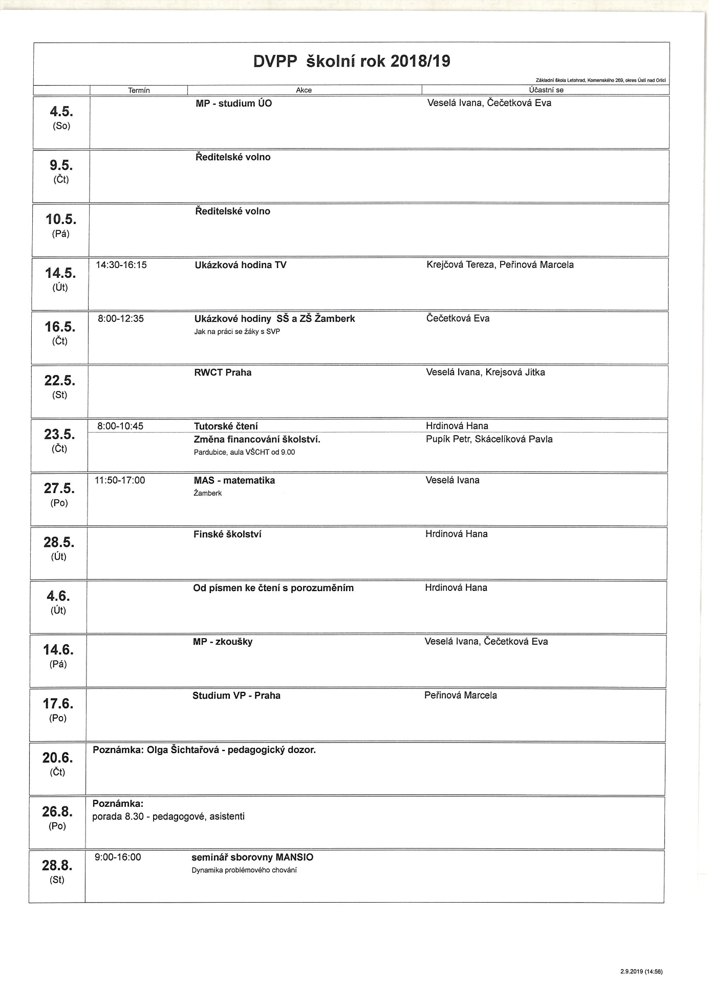 DVPP školní rok 2018/19
Základní škola Letohrad, Komenského 269, okres Ústí nad Orlicí
Termín Akce Účastní se
4.5. MP - studium ÚO Veselá Ivana, Čečetková Eva
(So)
9.5. Ředitelské volno
(Čt)
10.5. Ředitelské volno
(Pá)
14.5. 14:30-16:15 Ukázková hodina TV Krejčová Tereza, Peřinová Marcela
(Út)
16.5. 8:00-12:35 Ukázkové hodiny SŠ a ZŠ Žamberk Čečetková Eva
(Čt) Jak na práci se žáky s SVP
22.5. RWCT Praha Veselá Ivana, Krejsová Jitka
(St)
23.5. 8:00-10:45 Tutorské čtení Hrdinová Hana
(Čt) Změna financování školství. Pupík Petr, Skácelíková Pavla
Pardubice, aula VŠCHT od 9.00
27.5. 11:50-17:00 MAS - matematika Veselá Ivana
(Po) Žamberk
28.5. Finské školství Hrdinová Hana
(Út)
4.6. Od písmen ke čtení s porozuměním Hrdinová Hana
(Út)
14.6. MP - zkoušky Veselá Ivana, Čečetková Eva
(Pá)
17.6. Studium VP - Praha Peřinová Marcela
(Po)
20.6. Poznámka: Olga Šichtařová - pedagogický dozor.
(Čt)
26.8. Poznámka:
(Po) porada 8.30 - pedagogové, asistenti
28.8. 9:00-16:00 seminář sborovny MANSIO
(St) Dynamika problémového chování
2.9.2019 (14:56)